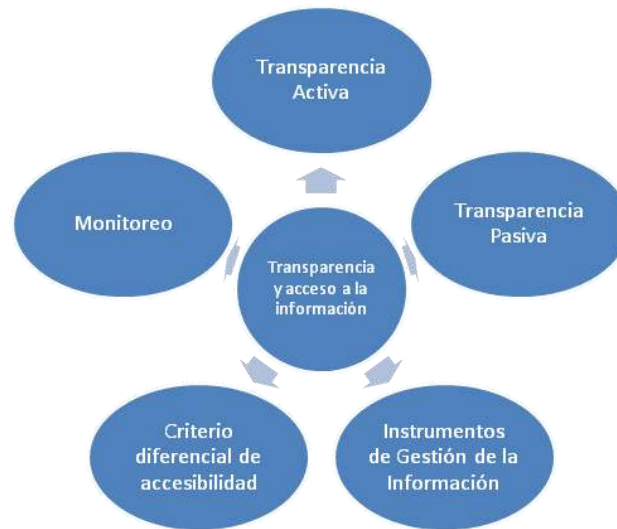 Transparencia
Activa
Monitoreo
Transparencia
Pasiva
Transparencia
y acceso a la
información
Criterio
diferencial de
accesibilidad
Instrumentos
de Gestión de la
Información